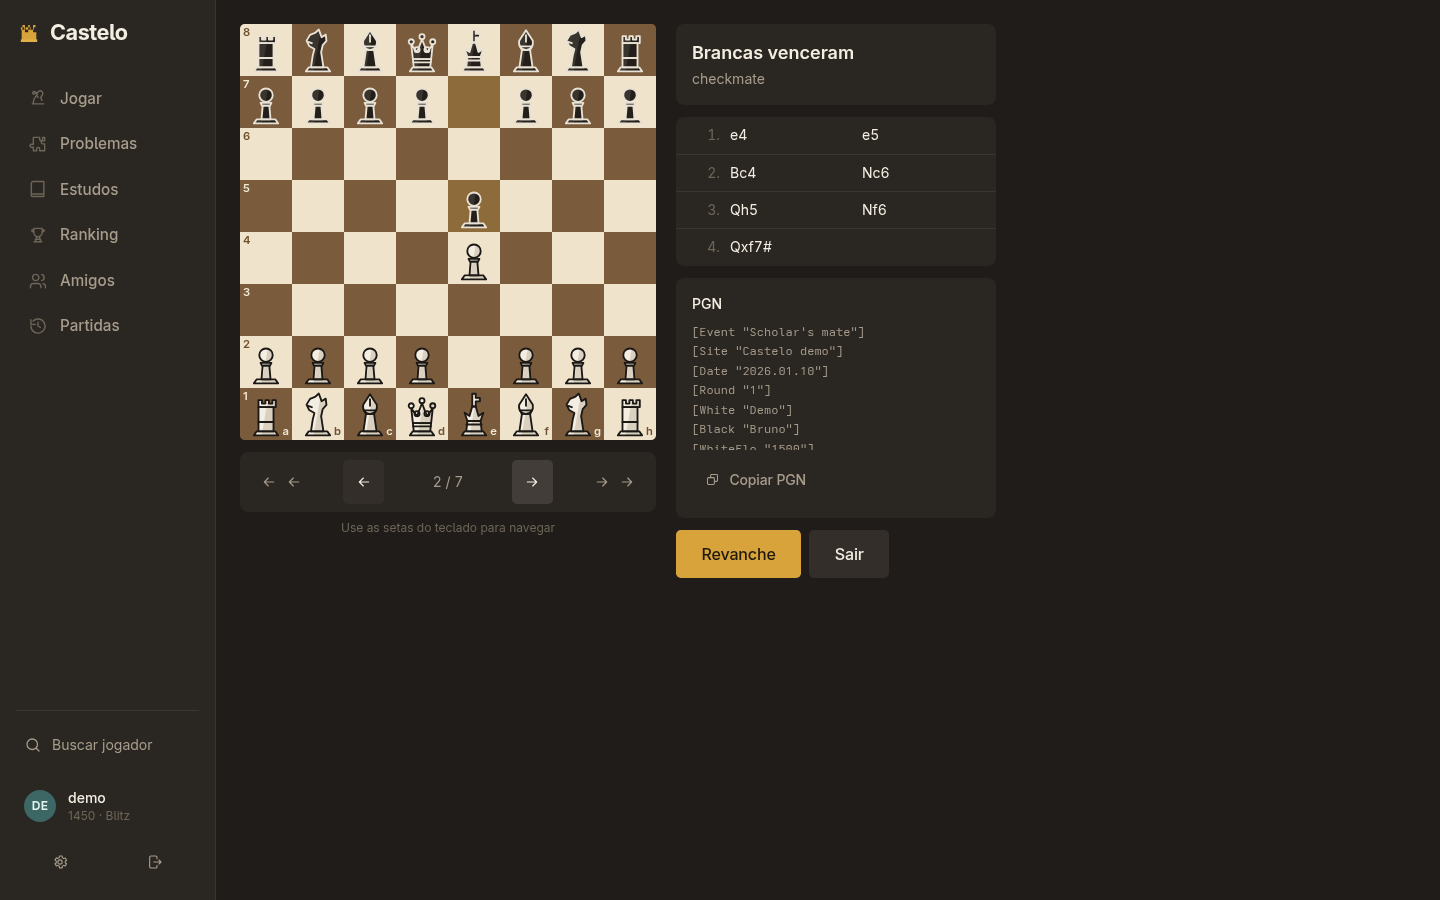 Castelo
Jogar
Problemas
Estudos
Ranking
Amigos
Partidas
Buscar jogador
DE
demo
1450 · Blitz
8
7
6
5
4
3
2
1
a b c d e f g h
← ← ← 2 / 7 → → →
Use as setas do teclado para navegar
Brancas venceram
checkmate
1. e4 e5
2. Bc4 Nc6
3. Qh5 Nf6
4. Qxf7#
PGN
[Event "Scholar's mate"]
[Site "Castelo demo"]
[Date "2026.01.10"]
[Round "1"]
[White "Demo"]
[Black "Bruno"]
[WhiteElo "1500"]
Copiar PGN
Revanche
Sair